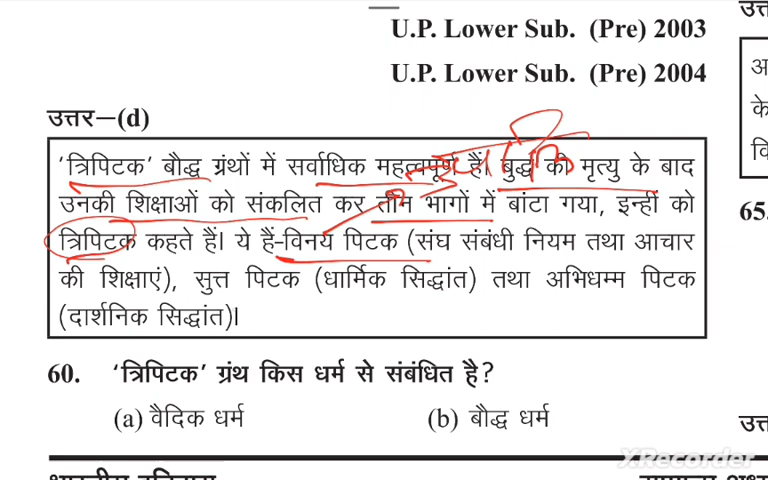 U.P. Lower Sub. (Pre) 2003
U.P. Lower Sub. (Pre) 2004
उत्तर—(d)
'त्रिपिटक' बौद्ध ग्रंथों में सर्वाधिक महत्वपूर्ण हैं। बुद्ध की मृत्यु के बाद
उनकी शिक्षाओं को संकलित कर तीन भागों में बांटा गया, इन्हीं को
त्रिपिटक कहते हैं। ये हैं-विनय पिटक (संघ संबंधी नियम तथा आचार
की शिक्षाएं), सुत्त पिटक (धार्मिक सिद्धांत) तथा अभिधम्म पिटक
(दार्शनिक सिद्धांत)।
60. 'त्रिपिटक' ग्रंथ किस धर्म से संबंधित है?
(a) वैदिक धर्म (b) बौद्ध धर्म
65.
XRecorder